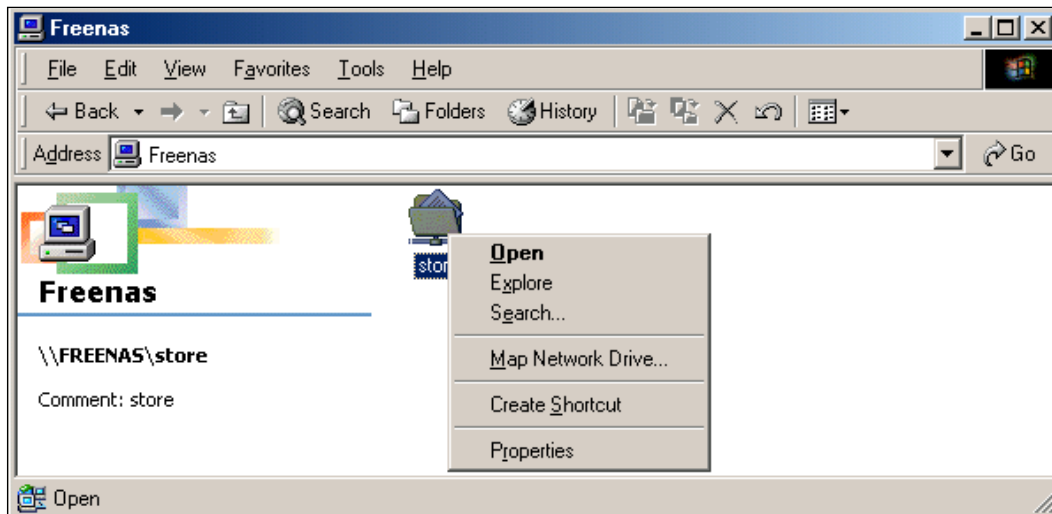 Freenas
File Edit View Favorites Tools Help
Back Search Folders History
Address Freenas Go
Freenas
\\FREENAS\store
Comment: store
stor
Open
Explore
Search...
Map Network Drive...
Create Shortcut
Properties
Open